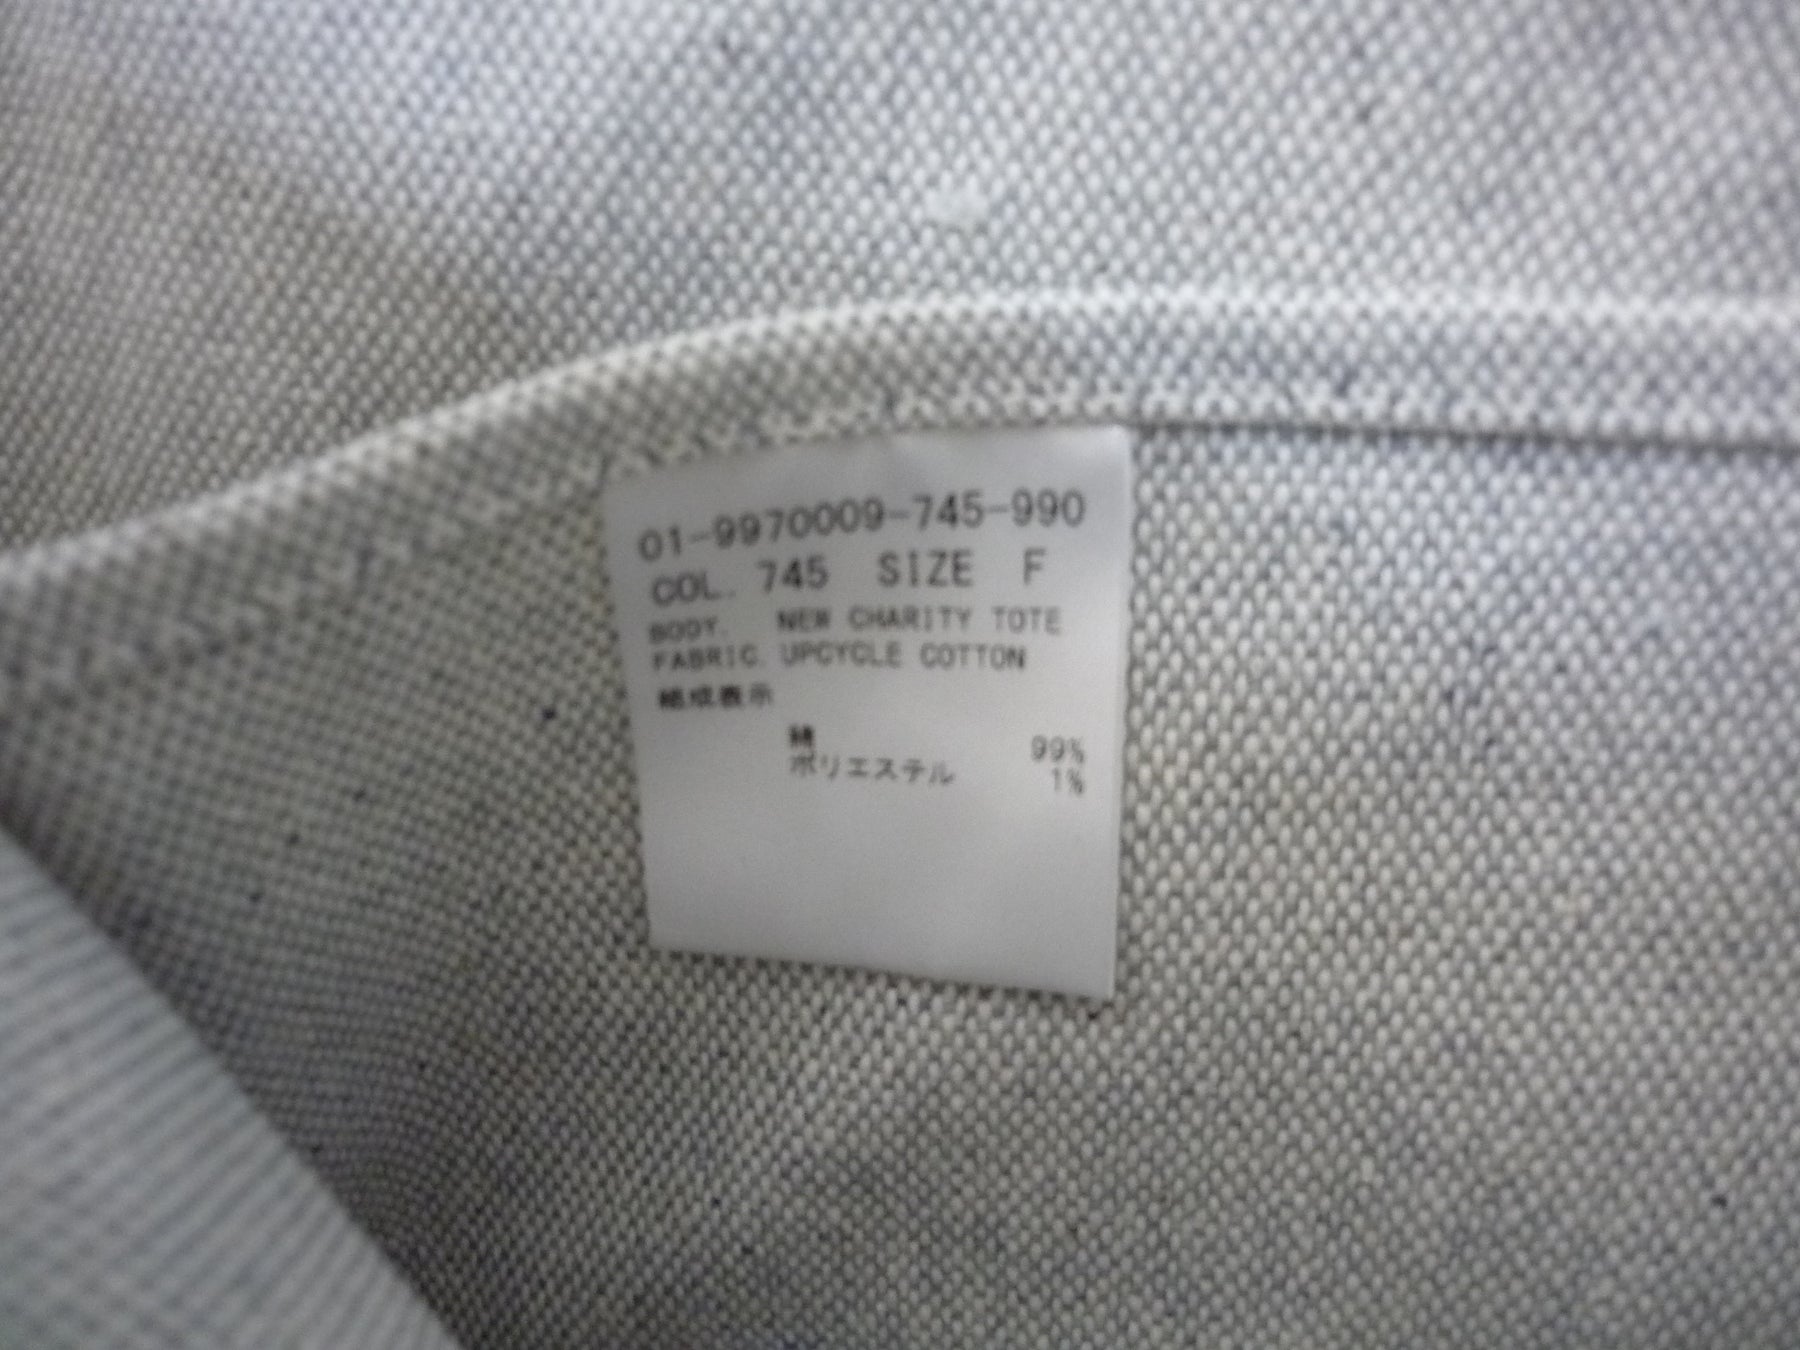 01-9970009-745-990
COL. 745 SIZE F
BODY. NEW CHARITY TOTE
FABRIC. UPCYCLE COTTON
組成表示
綿 99%
ポリエステル 1%